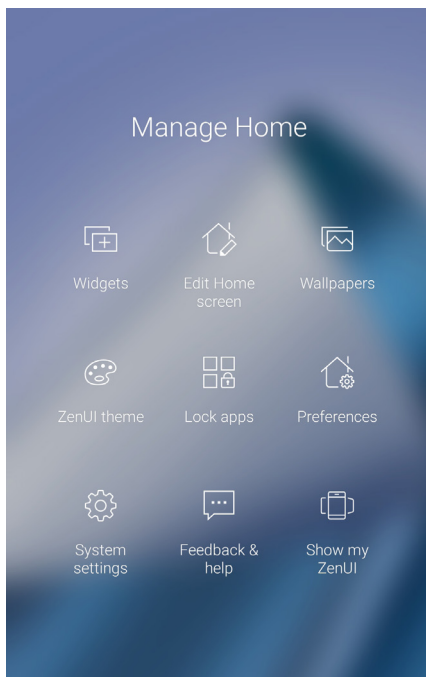 Manage Home
Widgets
Edit Home
screen
Wallpapers
ZenUI theme
Lock apps
Preferences
System
settings
Feedback &
help
Show my
ZenUI